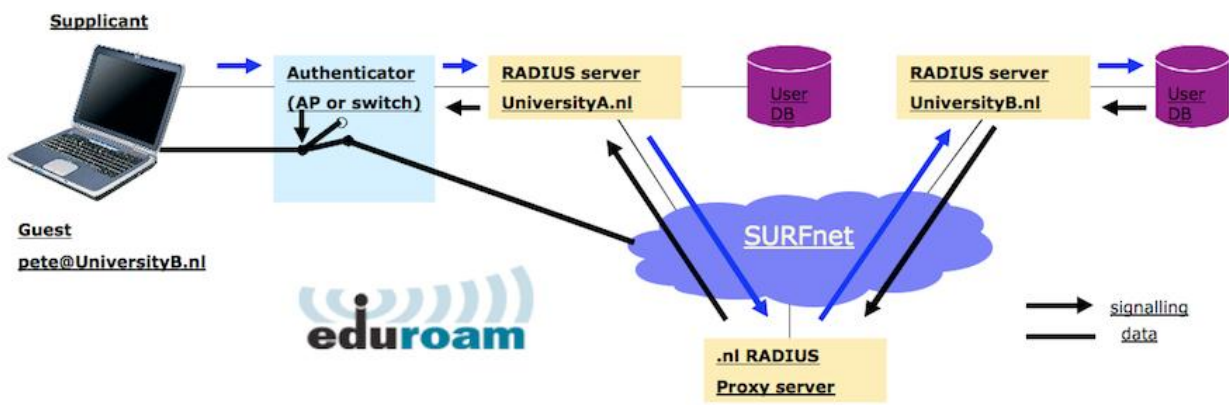 Supplicant
Authenticator
(AP or switch)
RADIUS server
UniversityA.nl
User
DB
RADIUS server
UniversityB.nl
User
DB
Guest
pete@UniversityB.nl
SURFnet
eduroam
signalling
data
.nl RADIUS
Proxy server